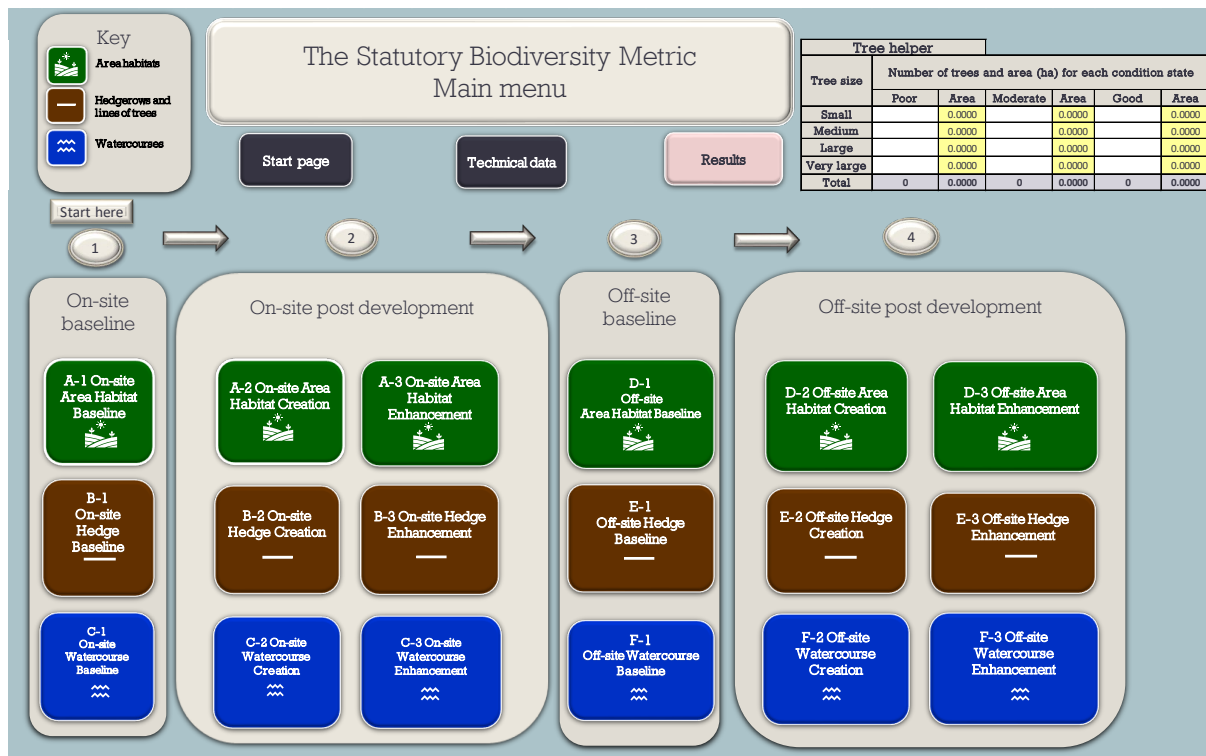 Key
Area habitats
Hedgerows and
lines of trees
Watercourses
The Statutory Biodiversity Metric
Main menu
Start page
Technical data
Results
Tree helper
Tree size
Number of trees and area (ha) for each condition state
Poor Area Moderate Area Good Area
Small 0.0000 0.0000 0.0000
Medium 0.0000 0.0000 0.0000
Large 0.0000 0.0000 0.0000
Very large 0.0000 0.0000 0.0000
Total 0 0.0000 0 0.0000 0 0.0000
Start here
1
2
3
4
On-site
baseline
A-1 On-site
Area Habitat
Baseline
B-1
On-site
Hedge
Baseline
C-1
On-site
Watercourse
Baseline
On-site post development
A-2 On-site Area
Habitat Creation
A-3 On-site Area
Habitat
Enhancement
B-2 On-site
Hedge Creation
B-3 On-site Hedge
Enhancement
C-2 On-site
Watercourse
Creation
C-3 On-site
Watercourse
Enhancement
Off-site
baseline
D-1
Off-site
Area Habitat Baseline
E-1
Off-site Hedge
Baseline
F-1
Off-site Watercourse
Baseline
Off-site post development
D-2 Off-site Area
Habitat Creation
D-3 Off-site Area
Habitat Enhancement
E-2 Off-site Hedge
Creation
E-3 Off-site Hedge
Enhancement
F-2 Off-site
Watercourse
Creation
F-3 Off-site
Watercourse
Enhancement